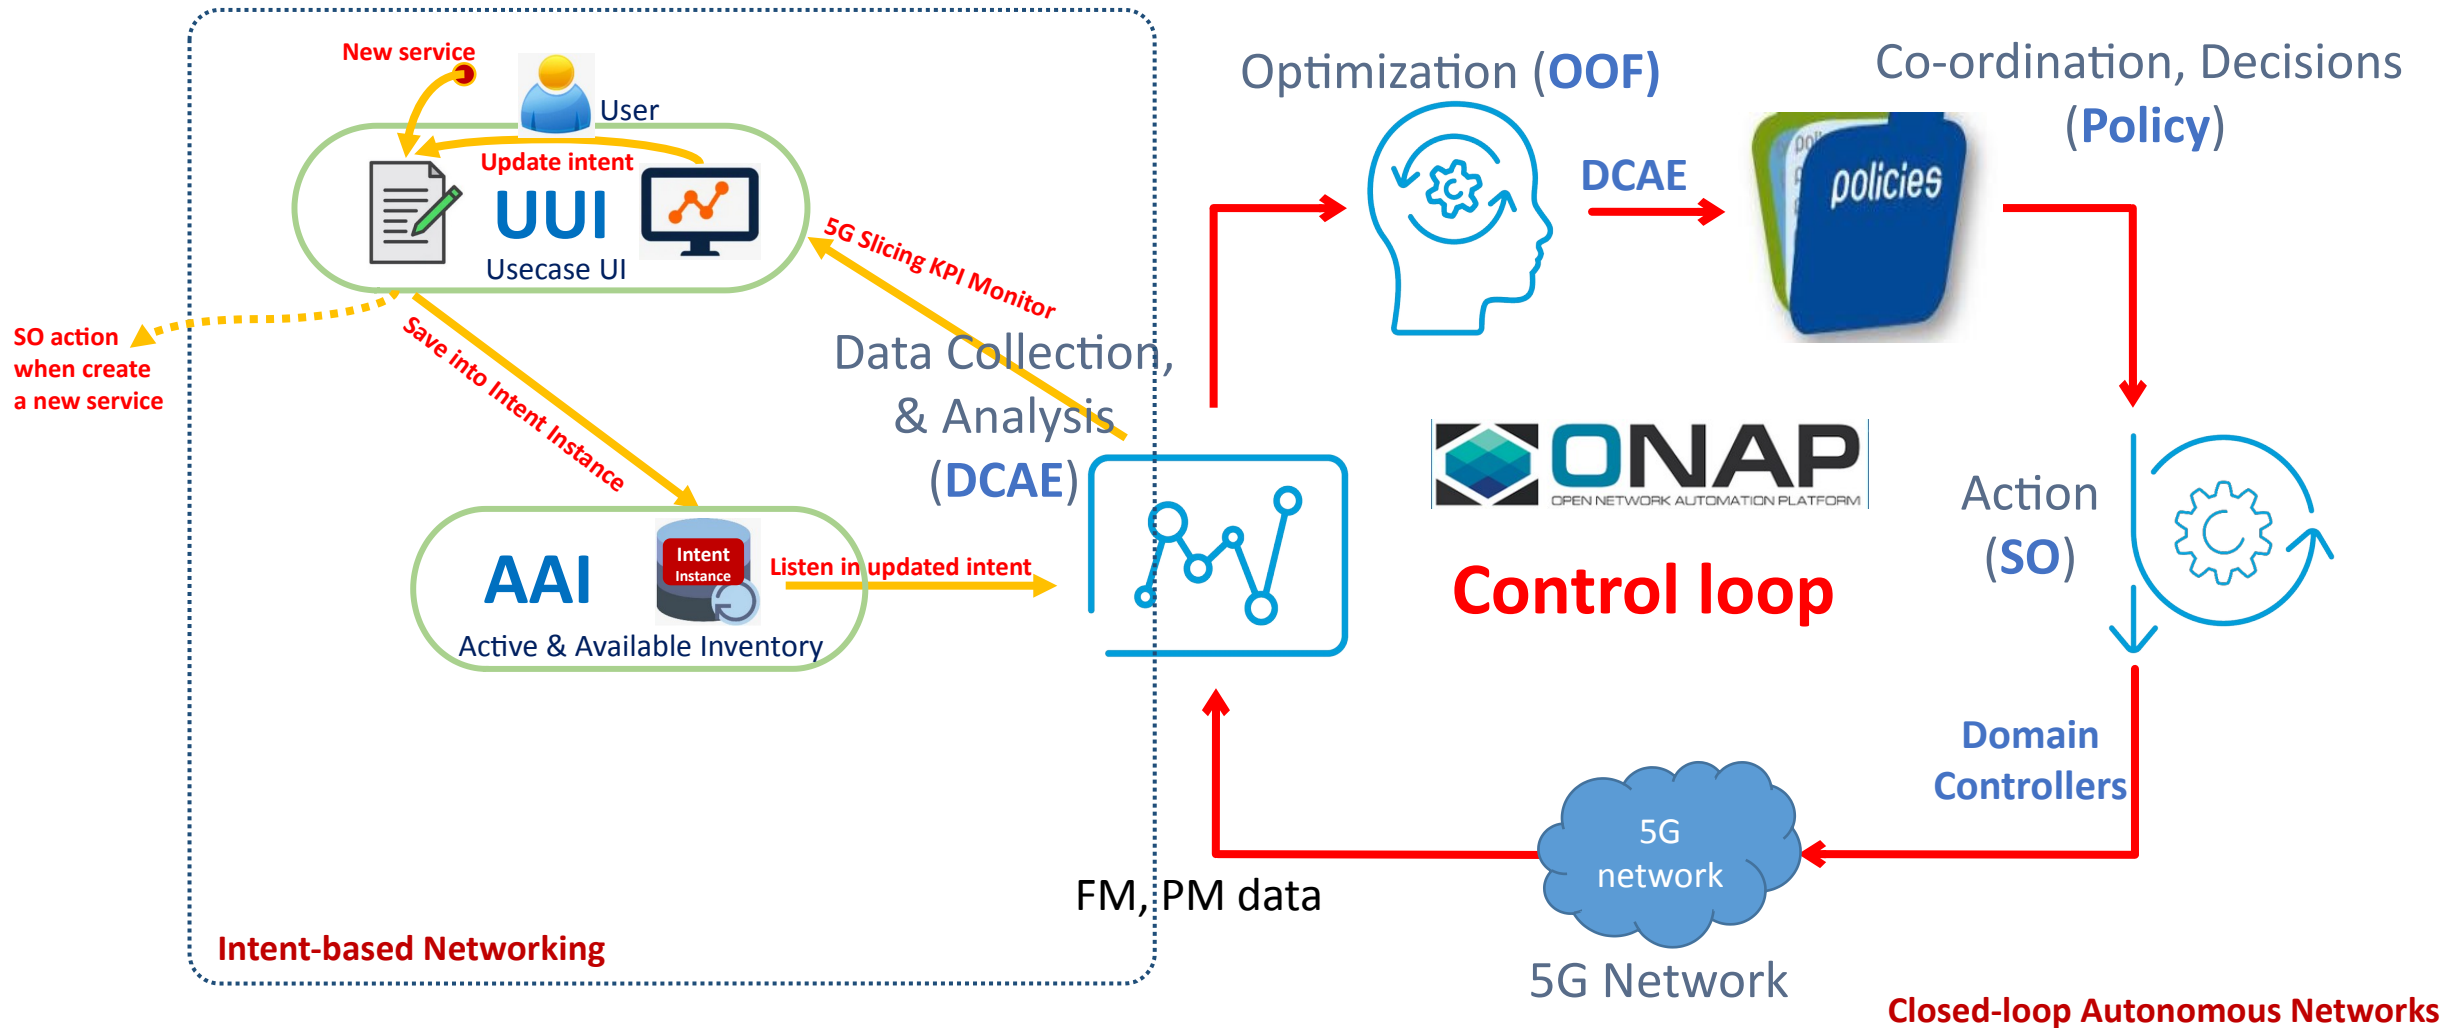 New service
User
Update intent
UUI
Usecase UI
5G Slicing KPI Monitor
SO action
when create
a new service
Save into Intent Instance
AAI
Intent
Instance
Active & Available Inventory
Listen in updated intent
Data Collection,
& Analysis
(DCAE)
Intent-based Networking
Optimization (OOF)
DCAE
Co-ordination, Decisions
(Policy)
policies
ONAP
OPEN NETWORK AUTOMATION PLATFORM
Control loop
Action
(SO)
Domain
Controllers
5G
network
FM, PM data
5G Network
Closed-loop Autonomous Networks